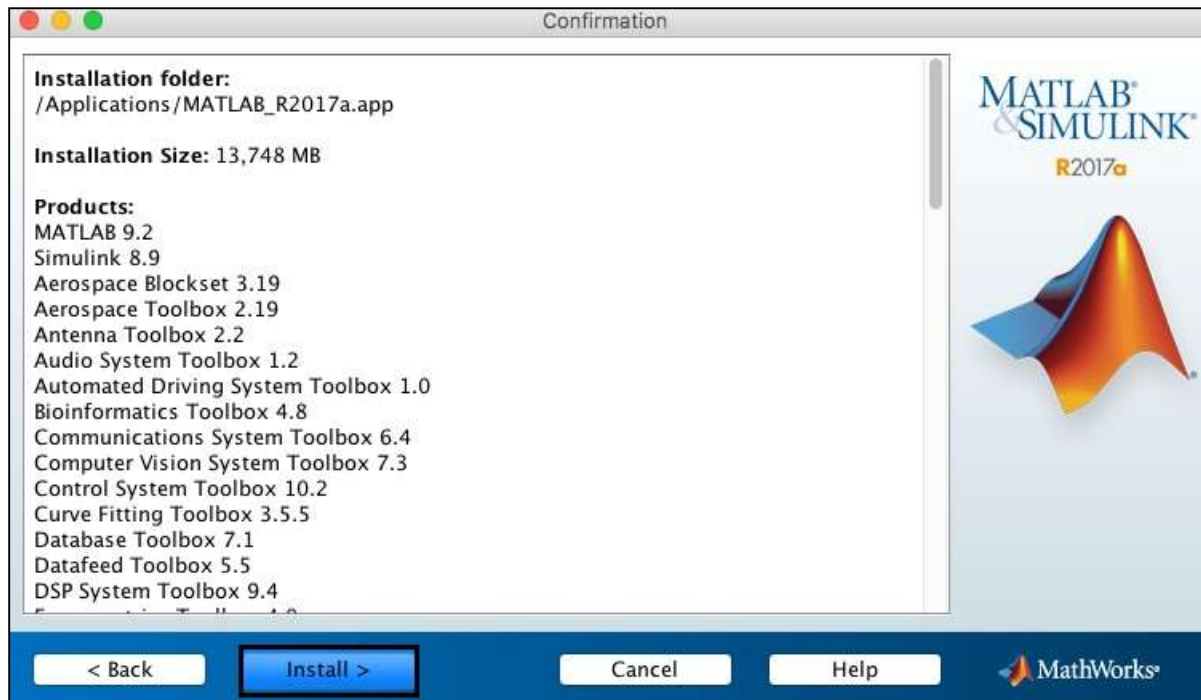 Confirmation
Installation folder:
/Applications/MATLAB_R2017a.app
Installation Size: 13,748 MB
Products:
MATLAB 9.2
Simulink 8.9
Aerospace Blockset 3.19
Aerospace Toolbox 2.19
Antenna Toolbox 2.2
Audio System Toolbox 1.2
Automated Driving System Toolbox 1.0
Bioinformatics Toolbox 4.8
Communications System Toolbox 6.4
Computer Vision System Toolbox 7.3
Control System Toolbox 10.2
Curve Fitting Toolbox 3.5.5
Database Toolbox 7.1
Datafeed Toolbox 5.5
DSP System Toolbox 9.4
MATLAB®
&SIMULINK®
R2017a
®
< Back
Install >
Cancel
Help
MathWorks®